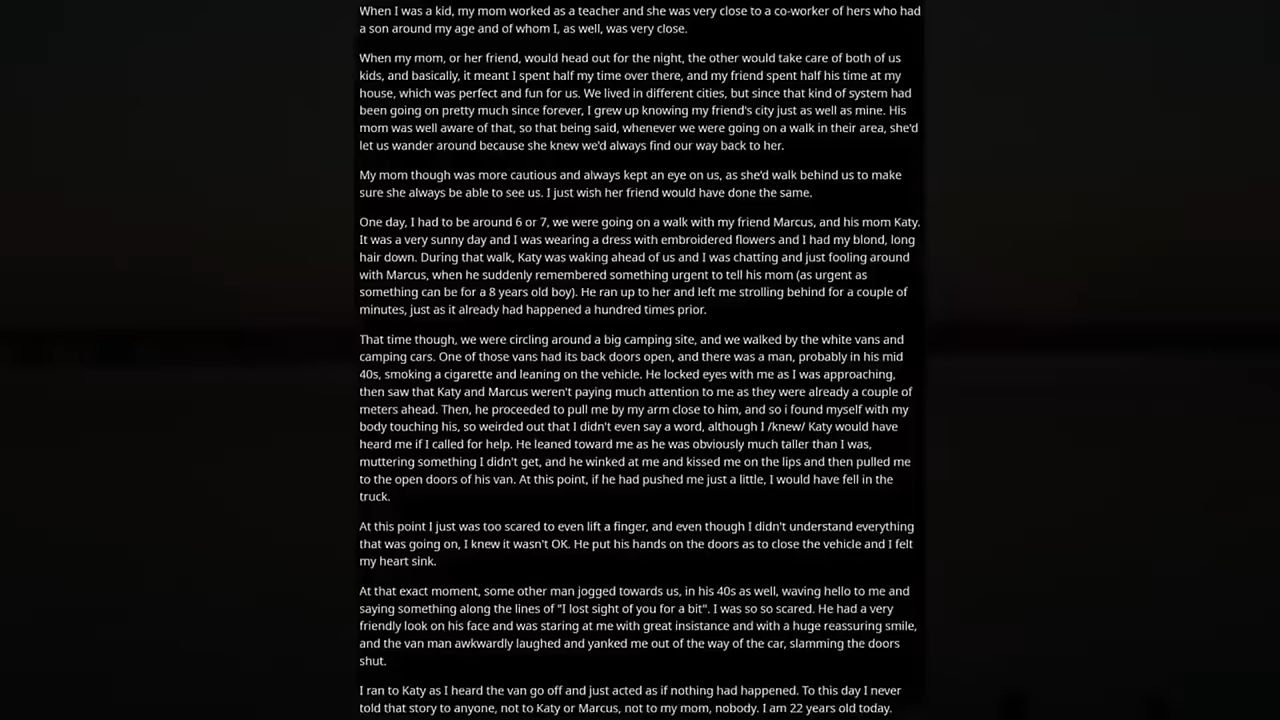 When I was a kid, my mom worked as a teacher and she was very close to a co-worker of hers who had
a son around my age and of whom I, as well, was very close.
When my mom, or her friend, would head out for the night, the other would take care of both of us
kids, and basically, it meant I spent half my time over there, and my friend spent half his time at my
house, which was perfect and fun for us. We lived in different cities, but since that kind of system had
been going on pretty much since forever, I grew up knowing my friend's city just as well as mine. His
mom was well aware of that, so that being said, whenever we were going on a walk in their area, she'd
let us wander around because she knew we'd always find our way back to her.
My mom though was more cautious and always kept an eye on us, as she'd walk behind us to make
sure she always be able to see us. I just wish her friend would have done the same.
One day, I had to be around 6 or 7, we were going on a walk with my friend Marcus, and his mom Katy.
It was a very sunny day and I was wearing a dress with embroidered flowers and I had my blond, long
hair down. During that walk, Katy was waking ahead of us and I was chatting and just fooling around
with Marcus, when he suddenly remembered something urgent to tell his mom (as urgent as
something can be for a 8 years old boy). He ran up to her and left me strolling behind for a couple of
minutes, just as it already had happened a hundred times prior.
That time though, we were circling around a big camping site, and we walked by the white vans and
camping cars. One of those vans had its back doors open, and there was a man, probably in his mid
40s, smoking a cigarette and leaning on the vehicle. He locked eyes with me as I was approaching,
then saw that Katy and Marcus weren't paying much attention to me as they were already a couple of
meters ahead. Then, he proceeded to pull me by my arm close to him, and so i found myself with my
body touching his, so weirded out that I didn't even say a word, although I /knew/ Katy would have
heard me if I called for help. He leaned toward me as he was obviously much taller than I was,
muttering something I didn't get, and he winked at me and kissed me on the lips and then pulled me
to the open doors of his van. At this point, if he had pushed me just a little, I would have fell in the
truck.
At this point I just was too scared to even lift a finger, and even though I didn't understand everything
that was going on, I knew it wasn't OK. He put his hands on the doors as to close the vehicle and I felt
my heart sink.
At that exact moment, some other man jogged towards us, in his 40s as well, waving hello to me and
saying something along the lines of "I lost sight of you for a bit". I was so so scared. He had a very
friendly look on his face and was staring at me with great insistance and with a huge reassuring smile,
and the van man awkwardly laughed and yanked me out of the way of the car, slamming the doors
shut.
I ran to Katy as I heard the van go off and just acted as if nothing had happened. To this day I never
told that story to anyone, not to Katy or Marcus, not to my mom, nobody. I am 22 years old today.